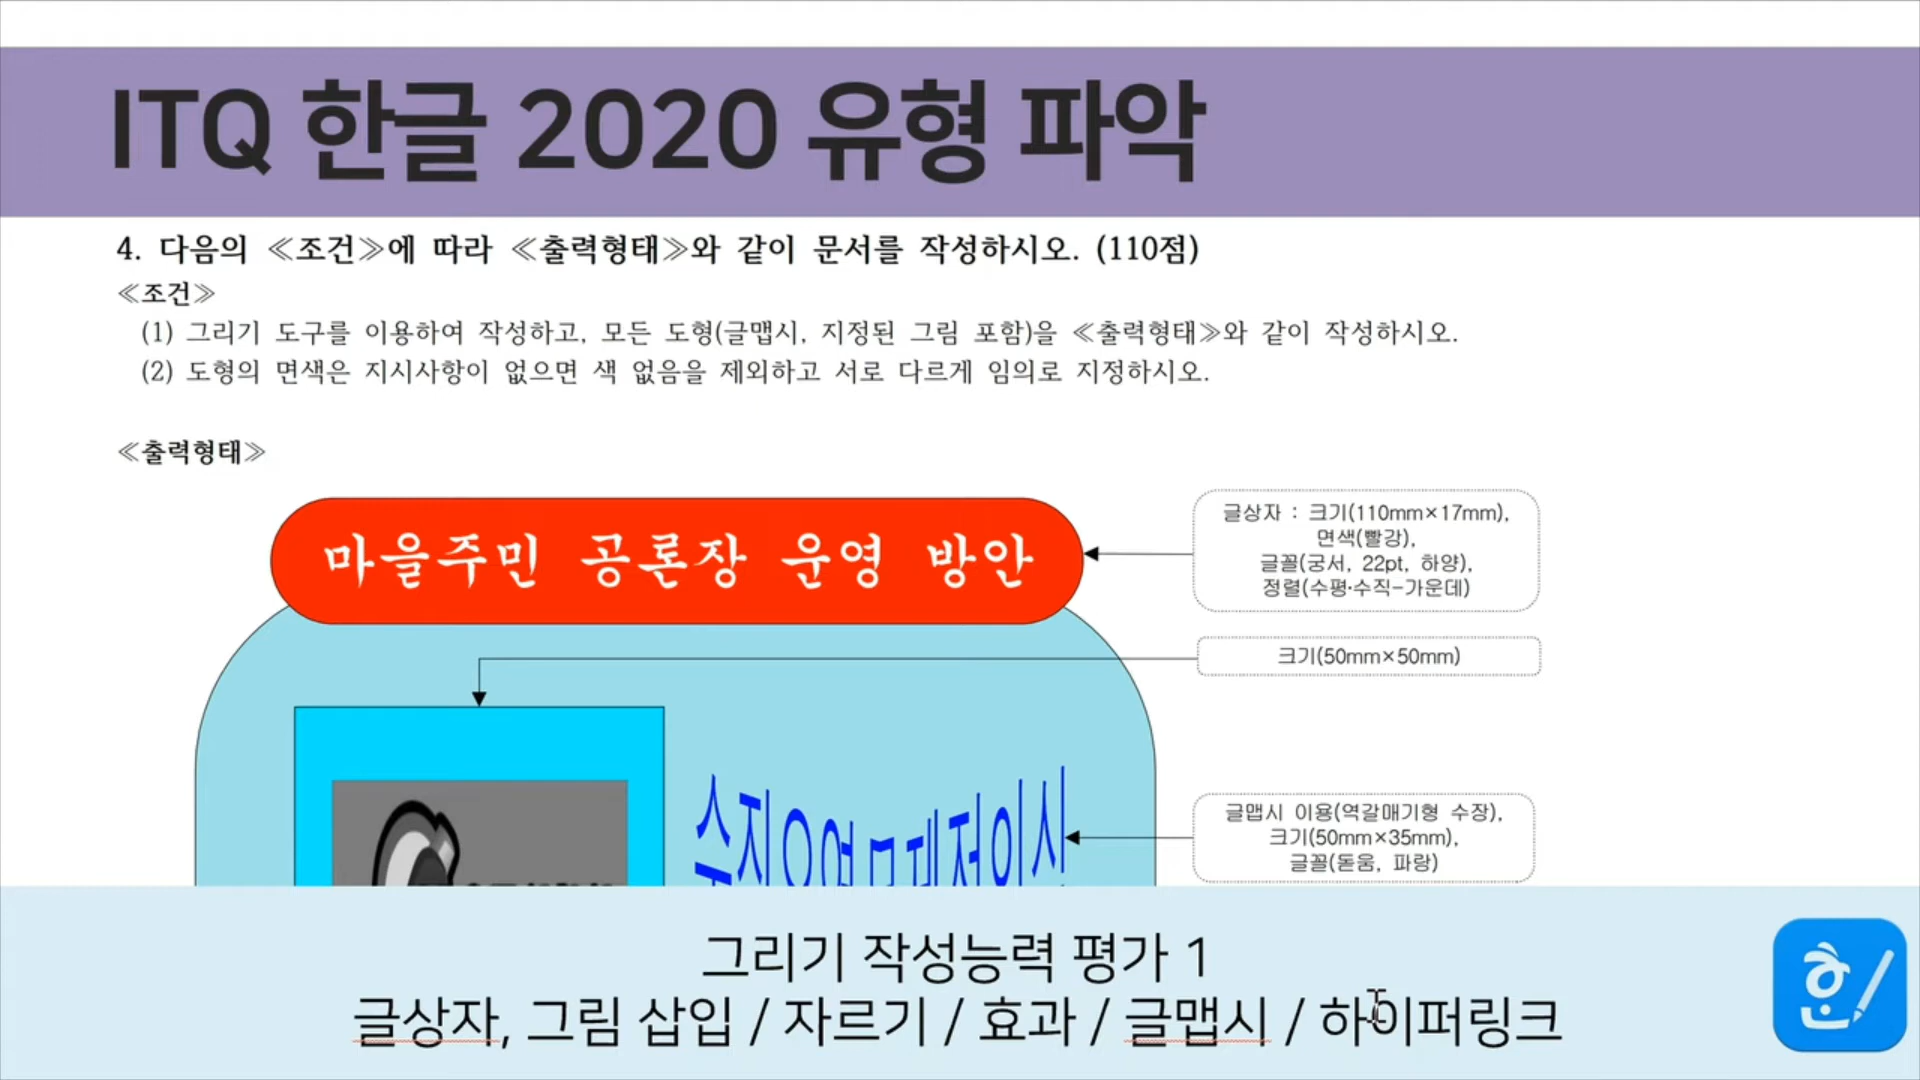 ITQ 한글 2020 유형 파악
4. 다음의 ≪조건≫에 따라 ≪출력형태≫와 같이 문서를 작성하시오. (110점)
≪조건≫
(1) 그리기 도구를 이용하여 작성하고, 모든 도형(글맵시, 지정된 그림 포함)을 ≪출력형태≫와 같이 작성하시오.
(2) 도형의 면색은 지시사항이 없으면 색 없음을 제외하고 서로 다르게 임의로 지정하시오.
≪출력형태≫
마을주민 공론장 운영 방안
글상자 : 크기(110mm×17mm),
면색(빨강),
글꼴(궁서, 22pt, 하양),
정렬(수평·수직-가운데)
크기(50mm×50mm)
글맵시 이용(역갈매기형 수장),
크기(50mm×35mm),
글꼴(돋움, 파랑)
그리기 작성능력 평가 1
글상자, 그림 삽입 / 자르기 / 효과 / 글맵시 / 하이퍼링크
한